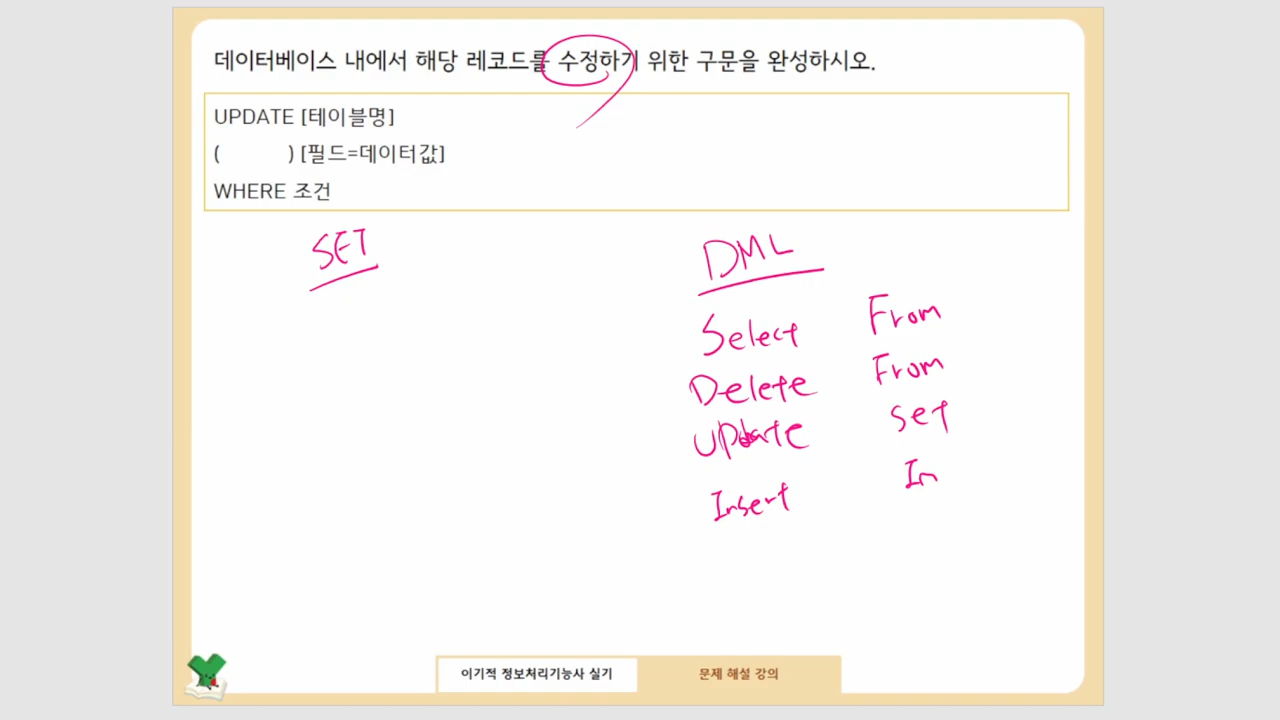 데이터베이스 내에서 해당 레코드를 수정하기 위한 구문을 완성하시오.
UPDATE [테이블명]
( ) [필드=데이터값]
WHERE 조건
SET
DML
Select From
Delete From
UPdate Set
Insert In
이기적 정보처리기능사 실기
문제 해설 강의